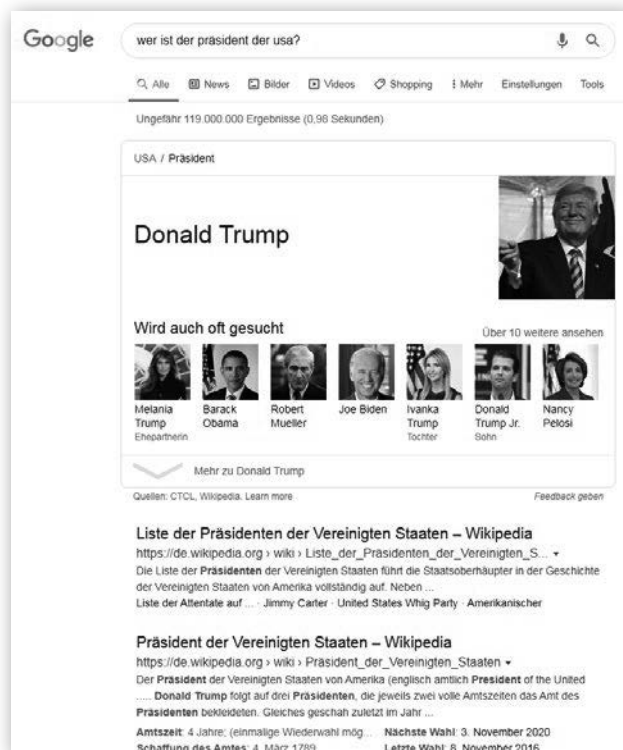 Google
wer ist der präsident der usa?
Alle News Bilder Videos Shopping Mehr Einstellungen Tools
Ungefähr 119.000.000 Ergebnisse (0,98 Sekunden)
USA / Präsident
Donald Trump
Wird auch oft gesucht
Über 10 weitere ansehen
Melania Trump
Ehepartnerin
Barack Obama
Robert Mueller
Joe Biden
Ivanka Trump
Tochter
Donald Trump Jr.
Sohn
Nancy Pelosi
Mehr zu Donald Trump
Quellen: CTCL, Wikipedia. Learn more
Feedback geben
Liste der Präsidenten der Vereinigten Staaten – Wikipedia
https://de.wikipedia.org › wiki › Liste_der_Präsidenten_der_Vereinigten_S...
Die Liste der Präsidenten der Vereinigten Staaten führt die Staatsoberhäupter in der Geschichte
der Vereinigten Staaten von Amerika vollständig auf. Neben ...
Liste der Attentate auf ... · Jimmy Carter · United States Whig Party · Amerikanischer
Präsident der Vereinigten Staaten – Wikipedia
https://de.wikipedia.org › wiki › Präsident_der_Vereinigten_Staaten
Der Präsident der Vereinigten Staaten von Amerika (englisch amtlich President of the United
..... Donald Trump folgt auf drei Präsidenten, die jeweils zwei volle Amtszeiten das Amt des
Präsidenten bekleideten. Gleiches geschah zuletzt im Jahr ...
Amtszeit: 4 Jahre; (einmalige Wiederwahl mög... Nächste Wahl: 3. November 2020
Schaffung des Amtes: 4. März 1789 Letzte Wahl: 8. November 2016